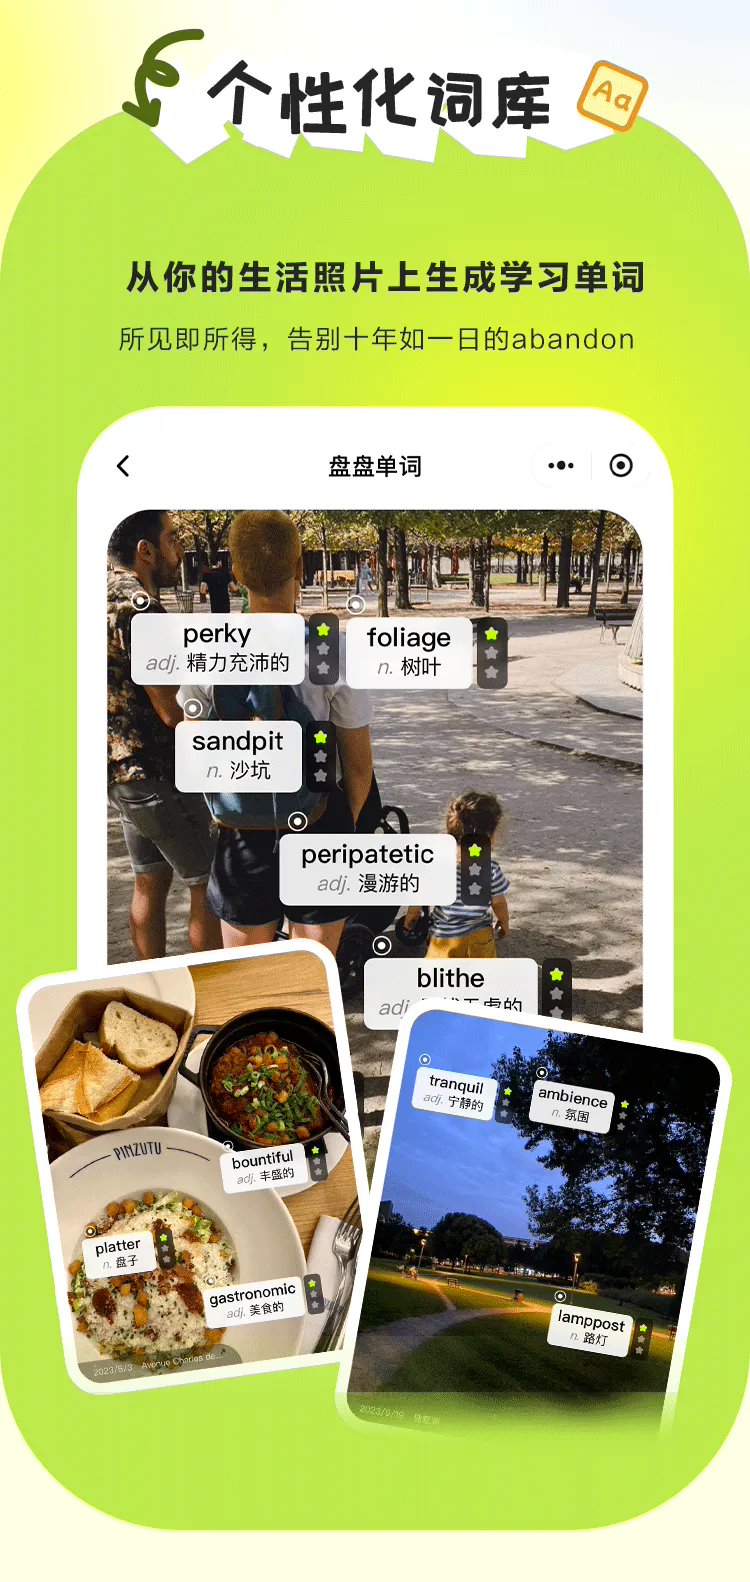 个性化词库
Aa
从你的生活照片上生成学习单词
所见即所得，告别十年如一日的abandon
盘盘单词
perky
adj. 精力充沛的
foliage
n. 树叶
sandpit
n. 沙坑
peripatetic
adj. 漫游的
blithe
adj.
虑的
PINZUTU
bountiful
adj. 丰盛的
platter
n. 盘子
gastronomic
adj. 美食的
2023/5/3 Avenue Charles de...
tranquil
adj. 宁静的
ambience
n. 氛围
lamppost
n. 路灯
2023/9/19